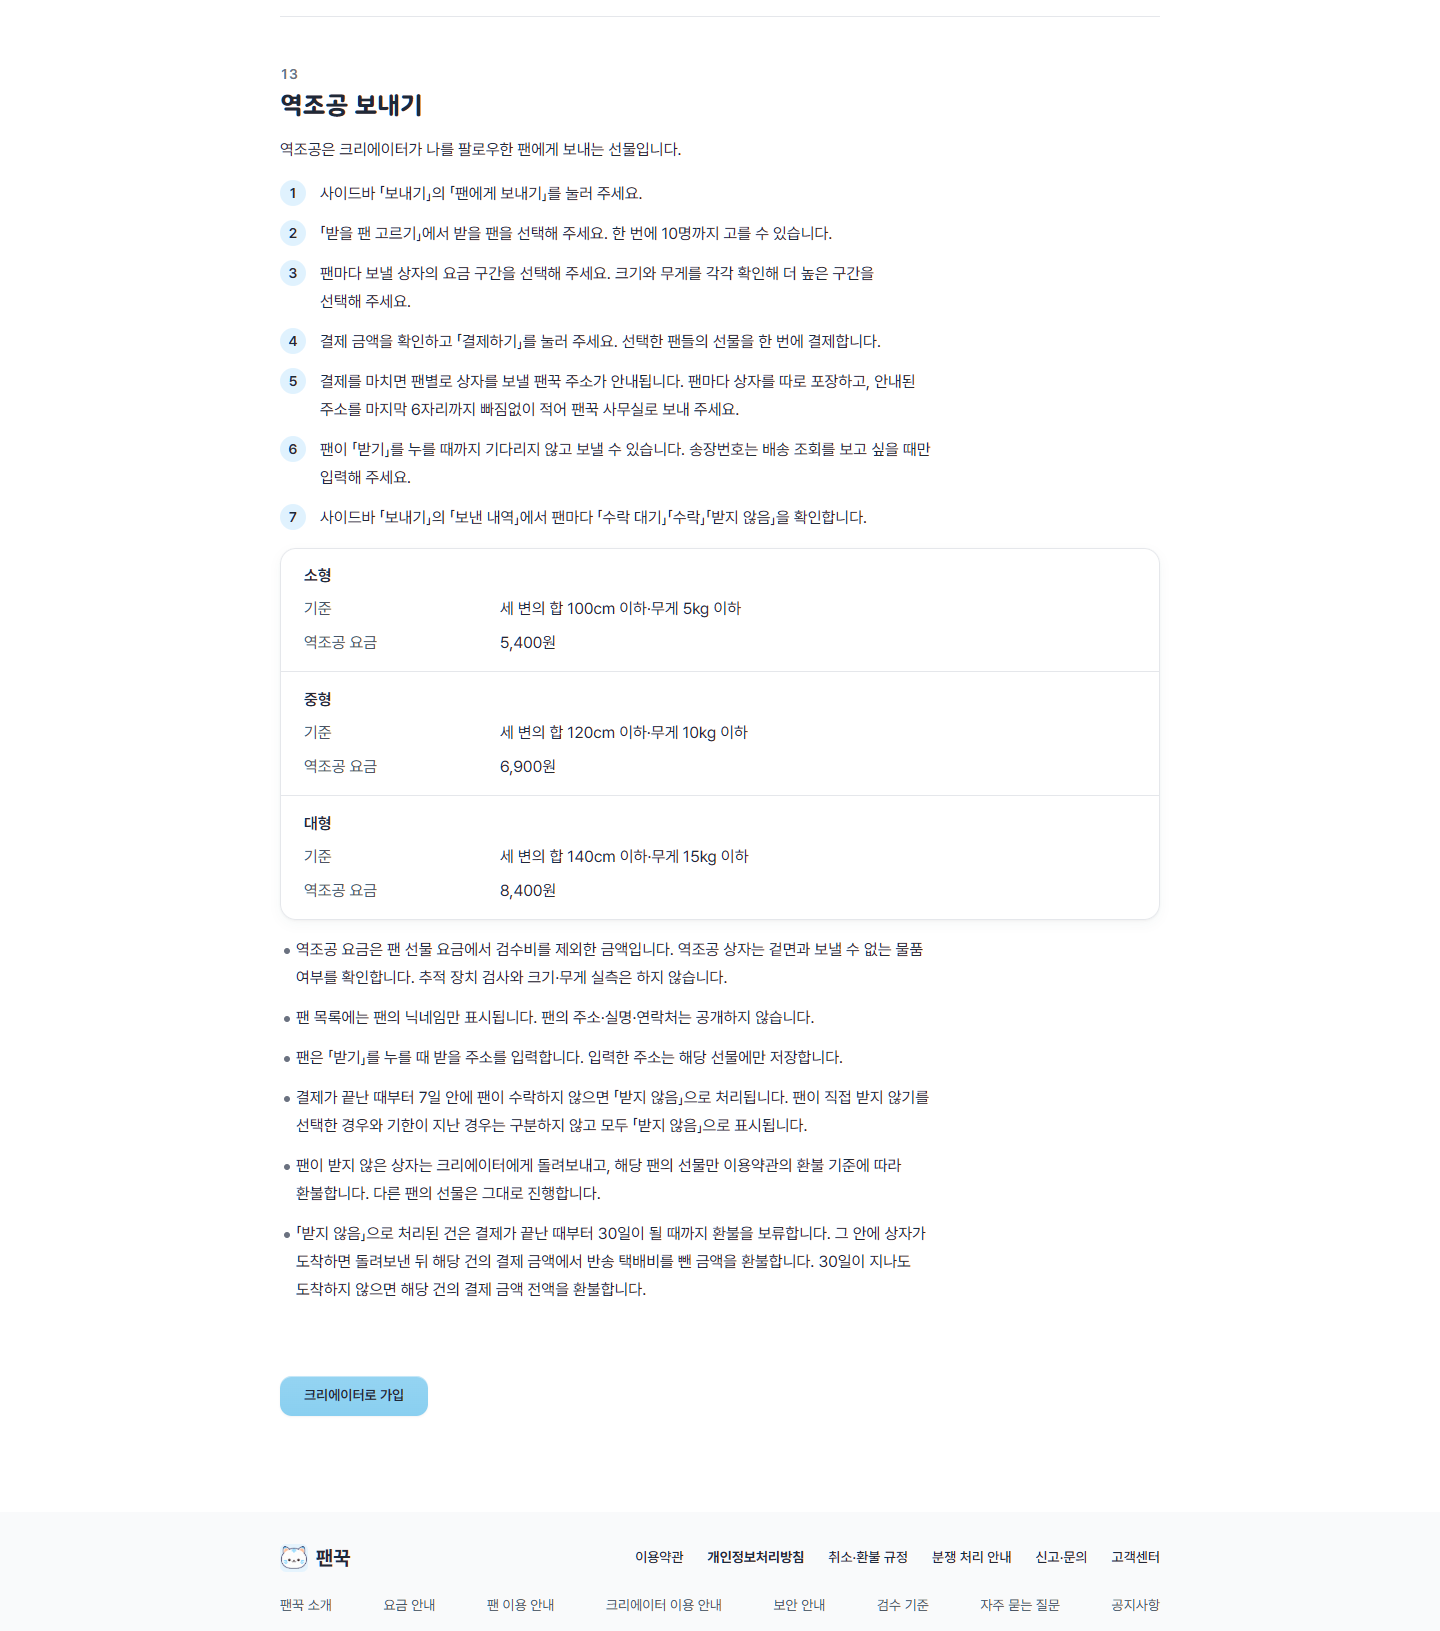 13
역조공 보내기
역조공은 크리에이터가 나를 팔로우한 팬에게 보내는 선물입니다.
1 사이드바 「보내기」의 「팬에게 보내기」를 눌러 주세요.
2 「받을 팬 고르기」에서 받을 팬을 선택해 주세요. 한 번에 10명까지 고를 수 있습니다.
3 팬마다 보낼 상자의 요금 구간을 선택해 주세요. 크기와 무게를 각각 확인해 더 높은 구간을
선택해 주세요.
4 결제 금액을 확인하고 「결제하기」를 눌러 주세요. 선택한 팬들의 선물을 한 번에 결제합니다.
5 결제를 마치면 팬별로 상자를 보낼 팬꾹 주소가 안내됩니다. 팬마다 상자를 따로 포장하고, 안내된
주소를 마지막 6자리까지 빠짐없이 적어 팬꾹 사무실로 보내 주세요.
6 팬이 「받기」를 누를 때까지 기다리지 않고 보낼 수 있습니다. 송장번호는 배송 조회를 보고 싶을 때만
입력해 주세요.
7 사이드바 「보내기」의 「보낸 내역」에서 팬마다 「수락 대기」「수락」「받지 않음」을 확인합니다.
소형
기준 세 변의 합 100cm 이하·무게 5kg 이하
역조공 요금 5,400원
중형
기준 세 변의 합 120cm 이하·무게 10kg 이하
역조공 요금 6,900원
대형
기준 세 변의 합 140cm 이하·무게 15kg 이하
역조공 요금 8,400원
• 역조공 요금은 팬 선물 요금에서 검수비를 제외한 금액입니다. 역조공 상자는 겉면과 보낼 수 없는 물품
여부를 확인합니다. 추적 장치 검사와 크기·무게 실측은 하지 않습니다.
• 팬 목록에는 팬의 닉네임만 표시됩니다. 팬의 주소·실명·연락처는 공개하지 않습니다.
• 팬은 「받기」를 누를 때 받을 주소를 입력합니다. 입력한 주소는 해당 선물에만 저장합니다.
• 결제가 끝난 때부터 7일 안에 팬이 수락하지 않으면 「받지 않음」으로 처리됩니다. 팬이 직접 받지 않기를
선택한 경우와 기한이 지난 경우는 구분하지 않고 모두 「받지 않음」으로 표시됩니다.
• 팬이 받지 않은 상자는 크리에이터에게 돌려보내고, 해당 팬의 선물만 이용약관의 환불 기준에 따라
환불합니다. 다른 팬의 선물은 그대로 진행합니다.
• 「받지 않음」으로 처리된 건은 결제가 끝난 때부터 30일이 될 때까지 환불을 보류합니다. 그 안에 상자가
도착하면 돌려보낸 뒤 해당 건의 결제 금액에서 반송 택배비를 뺀 금액을 환불합니다. 30일이 지나도
도착하지 않으면 해당 건의 결제 금액 전액을 환불합니다.
크리에이터로 가입
팬꾹 이용약관 개인정보처리방침 취소·환불 규정 분쟁 처리 안내 신고·문의 고객센터
팬꾹 소개 요금 안내 팬 이용 안내 크리에이터 이용 안내 보안 안내 검수 기준 자주 묻는 질문 공지사항